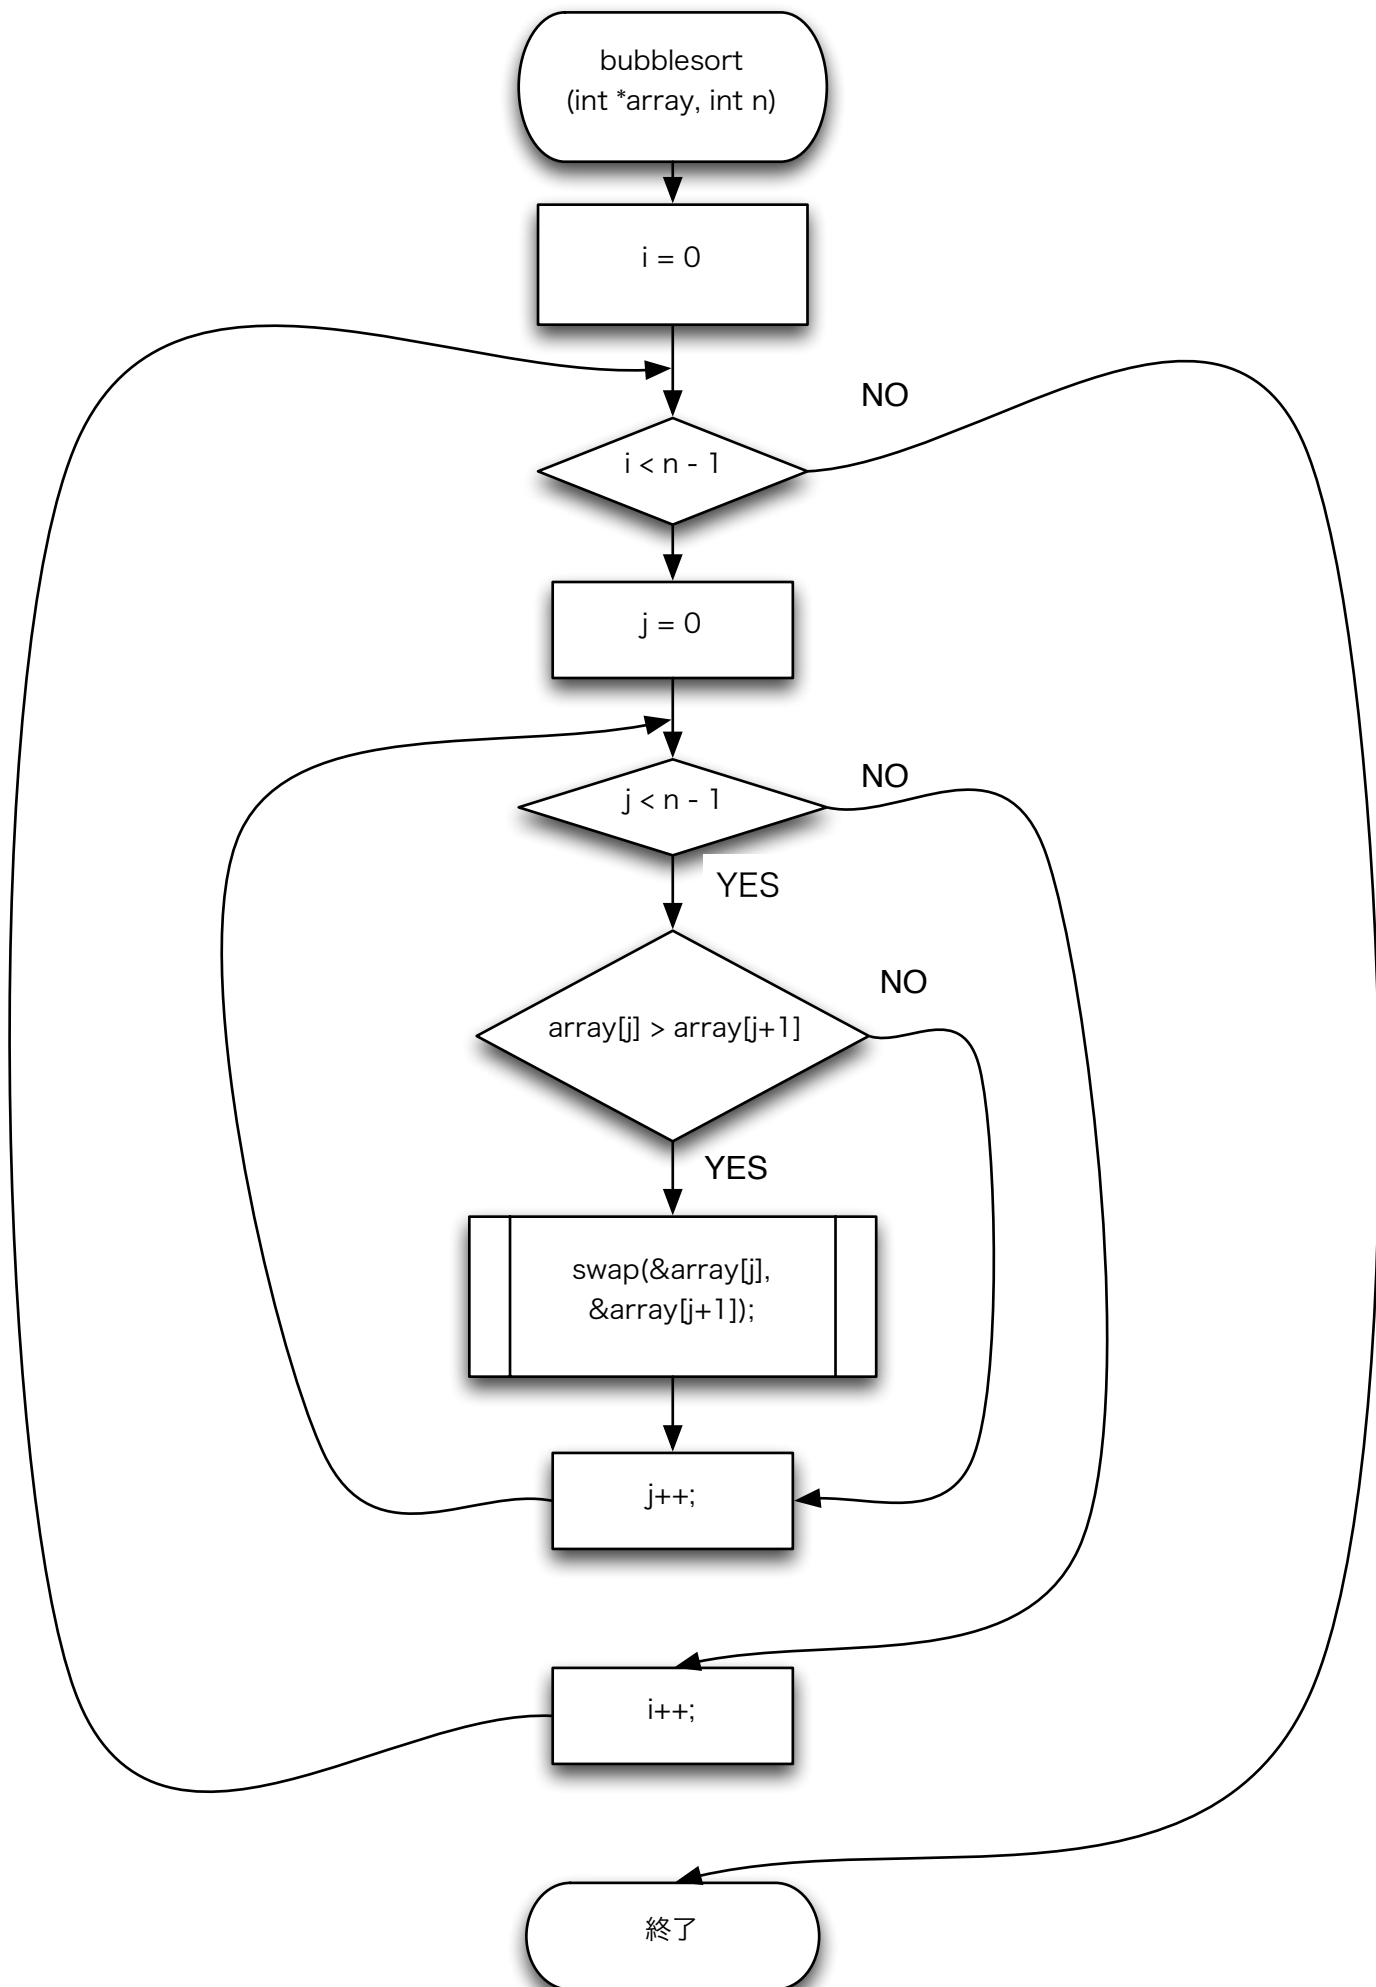 bubblesort
(int *array, int n)
i = 0
NO
i < n - 1
j = 0
NO
j < n - 1
YES
NO
array[j] > array[j+1]
YES
swap(&array[j],
&array[j+1]);
j++;
i++;
終了